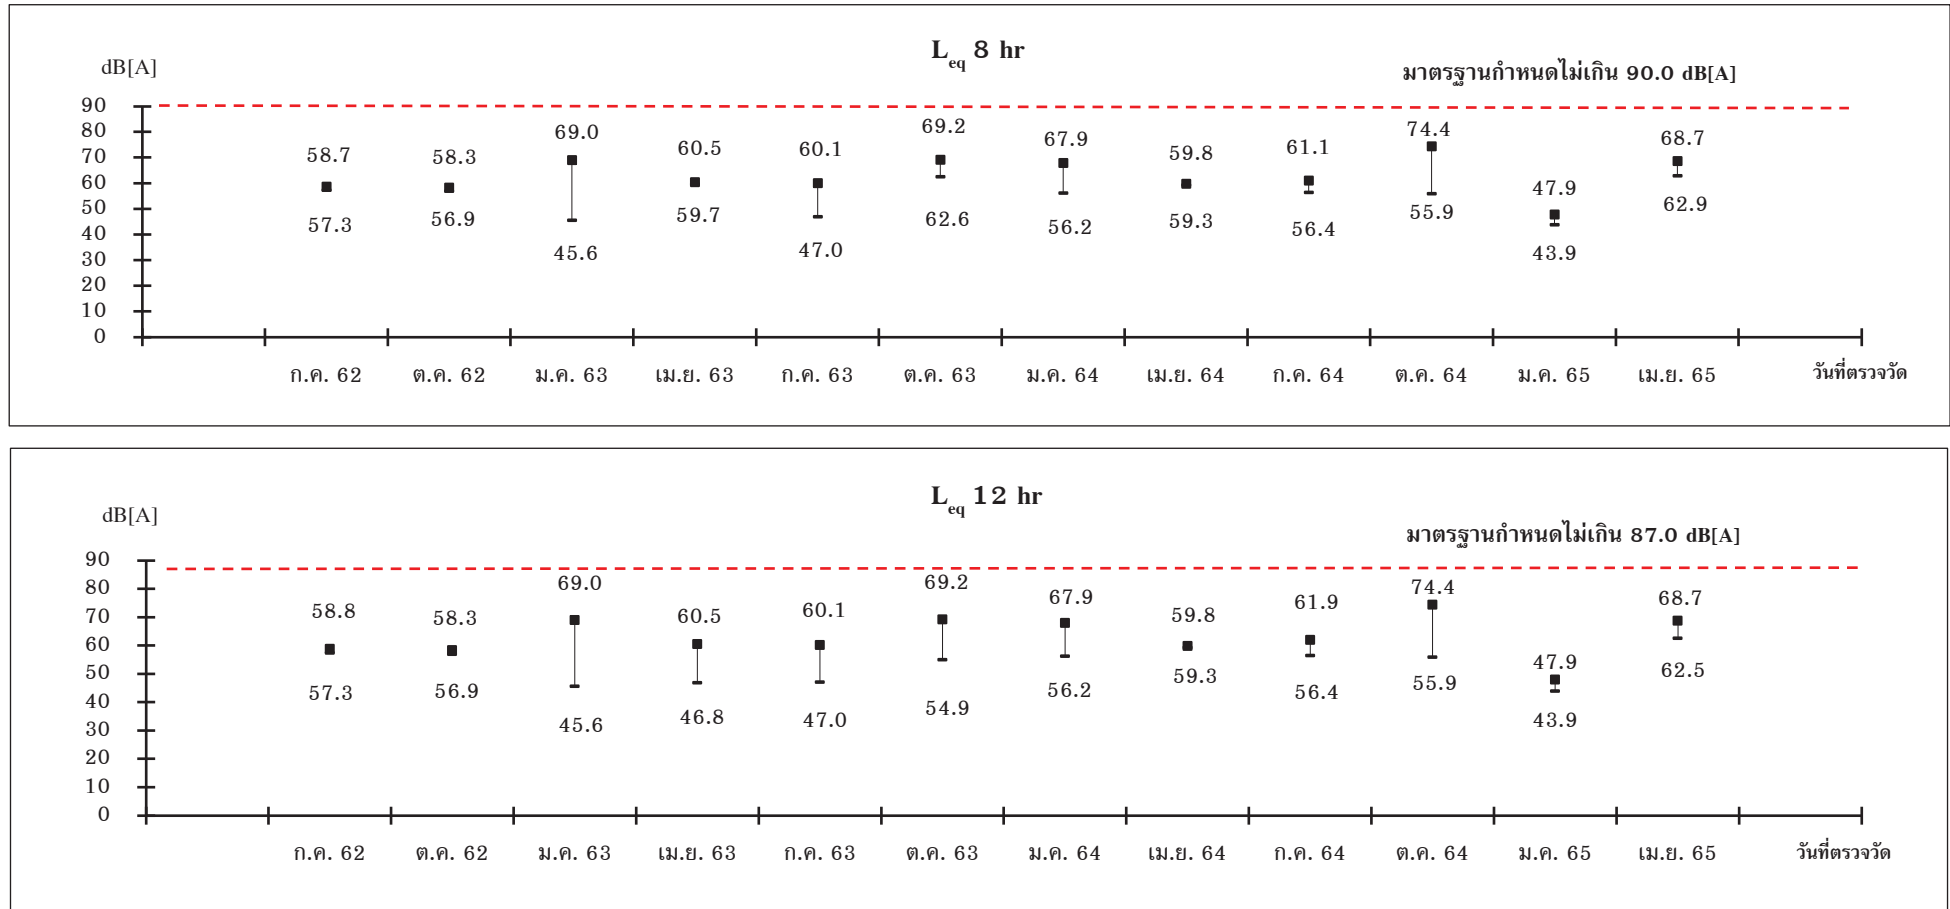 L eq 8 hr
dB[A]
มาตรฐานกำหนดไม่เกิน 90.0 dB[A]
90
80
70
60
50
40
30
20
10
0
58.7 58.3 69.0 60.5 60.1 69.2 67.9 59.8 61.1 74.4 47.9 68.7
57.3 56.9 45.6 59.7 47.0 62.6 56.2 59.3 56.4 55.9 43.9 62.9
ก.ค. 62 ต.ค. 62 ม.ค. 63 เม.ย. 63 ก.ค. 63 ต.ค. 63 ม.ค. 64 เม.ย. 64 ก.ค. 64 ต.ค. 64 ม.ค. 65 เม.ย. 65 วันที่ตรวจวัด
L eq 12 hr
dB[A]
มาตรฐานกำหนดไม่เกิน 87.0 dB[A]
90
80
70
60
50
40
30
20
10
0
58.8 58.3 69.0 60.5 60.1 69.2 67.9 59.8 61.9 74.4 47.9 68.7
57.3 56.9 45.6 46.8 47.0 54.9 56.2 59.3 56.4 55.9 43.9 62.5
ก.ค. 62 ต.ค. 62 ม.ค. 63 เม.ย. 63 ก.ค. 63 ต.ค. 63 ม.ค. 64 เม.ย. 64 ก.ค. 64 ต.ค. 64 ม.ค. 65 เม.ย. 65 วันที่ตรวจวัด